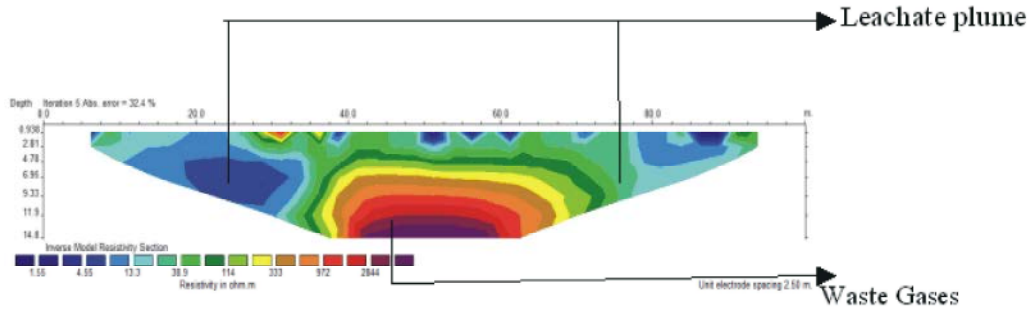 Leachate plume
Depth Iteration 5 Abs. error = 32.4 %
0.0 20.0 40.0 60.0 80.0 m.
0.938
2.81
4.78
6.96
9.33
11.9
14.8
Inverse Model Resistivity Section
1.55 4.55 13.3 38.9 114 333 972 2844
Resistivity in ohm.m
Unit electrode spacing 2.50 m.
Waste Gases